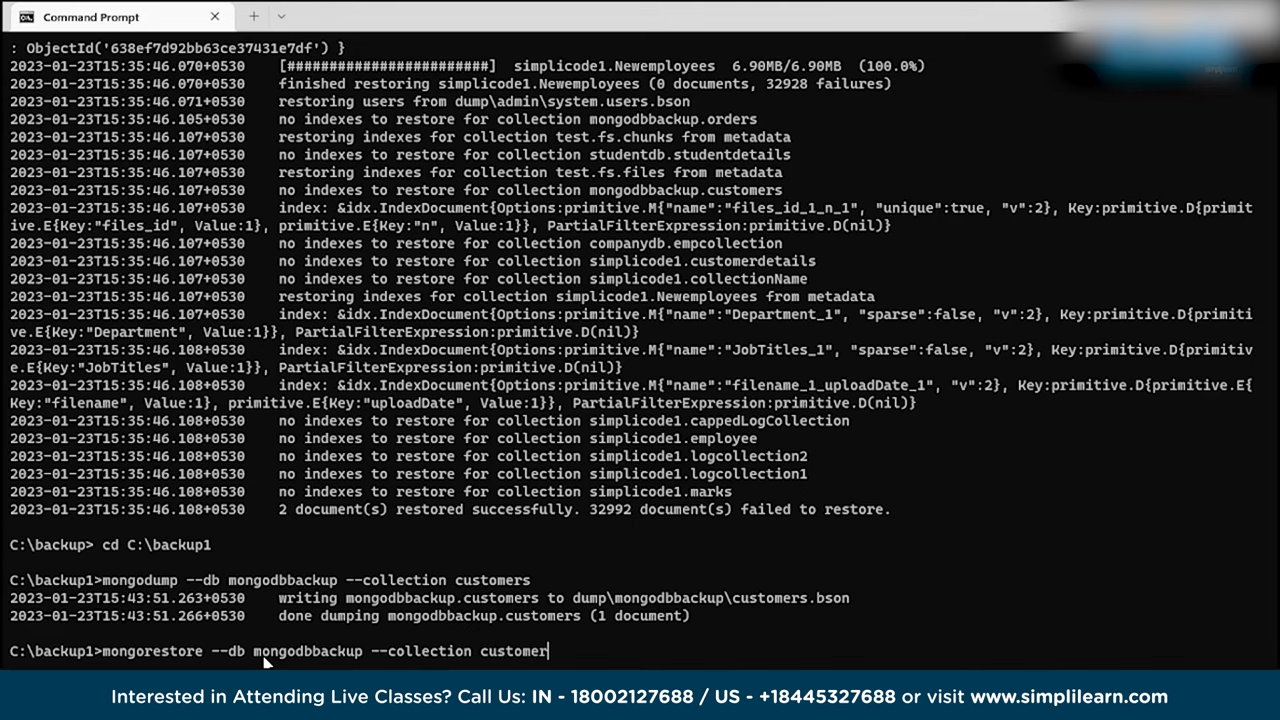 Command Prompt
: ObjectId('638ef7d92bb63ce37431e7df') }
2023-01-23T15:35:46.070+0530 [########################] simplicode1.Newemployees 6.90MB/6.90MB (100.0%)
2023-01-23T15:35:46.070+0530 finished restoring simplicode1.Newemployees (0 documents, 32928 failures)
2023-01-23T15:35:46.071+0530 restoring users from dump\admin\system.users.bson
2023-01-23T15:35:46.105+0530 no indexes to restore for collection mongodbbackup.orders
2023-01-23T15:35:46.107+0530 restoring indexes for collection test.fs.chunks from metadata
2023-01-23T15:35:46.107+0530 no indexes to restore for collection studentdb.studentdetails
2023-01-23T15:35:46.107+0530 restoring indexes for collection test.fs.files from metadata
2023-01-23T15:35:46.107+0530 no indexes to restore for collection mongodbbackup.customers
2023-01-23T15:35:46.107+0530 index: &idx.IndexDocument{Options:primitive.M{"name":"files_id_1_n_1", "unique":true, "v":2}, Key:primitive.D{primit
ive.E{Key:"files_id", Value:1}, primitive.E{Key:"n", Value:1}}, PartialFilterExpression:primitive.D(nil)}
2023-01-23T15:35:46.107+0530 no indexes to restore for collection companydb.empcollection
2023-01-23T15:35:46.107+0530 no indexes to restore for collection simplicode1.customerdetails
2023-01-23T15:35:46.107+0530 no indexes to restore for collection simplicode1.collectionName
2023-01-23T15:35:46.107+0530 restoring indexes for collection simplicode1.Newemployees from metadata
2023-01-23T15:35:46.107+0530 index: &idx.IndexDocument{Options:primitive.M{"name":"Department_1", "sparse":false, "v":2}, Key:primitive.D{primiti
ve.E{Key:"Department", Value:1}}, PartialFilterExpression:primitive.D(nil)}
2023-01-23T15:35:46.108+0530 index: &idx.IndexDocument{Options:primitive.M{"name":"JobTitles_1", "sparse":false, "v":2}, Key:primitive.D{primitiv
e.E{Key:"JobTitles", Value:1}}, PartialFilterExpression:primitive.D(nil)}
2023-01-23T15:35:46.108+0530 index: &idx.IndexDocument{Options:primitive.M{"name":"filename_1_uploadDate_1", "v":2}, Key:primitive.D{primitive.E{
Key:"filename", Value:1}, primitive.E{Key:"uploadDate", Value:1}}, PartialFilterExpression:primitive.D(nil)}
2023-01-23T15:35:46.108+0530 no indexes to restore for collection simplicode1.cappedLogCollection
2023-01-23T15:35:46.108+0530 no indexes to restore for collection simplicode1.employee
2023-01-23T15:35:46.108+0530 no indexes to restore for collection simplicode1.logcollection2
2023-01-23T15:35:46.108+0530 no indexes to restore for collection simplicode1.logcollection1
2023-01-23T15:35:46.108+0530 no indexes to restore for collection simplicode1.marks
2023-01-23T15:35:46.108+0530 2 document(s) restored successfully. 32992 document(s) failed to restore.
C:\backup> cd C:\backup1
C:\backup1>mongodump --db mongodbbackup --collection customers
2023-01-23T15:43:51.263+0530 writing mongodbbackup.customers to dump\mongodbbackup\customers.bson
2023-01-23T15:43:51.266+0530 done dumping mongodbbackup.customers (1 document)
C:\backup1>mongorestore --db mongodbbackup --collection customer
Interested in Attending Live Classes? Call Us: IN - 18002127688 / US - +18445327688 or visit www.simplilearn.com